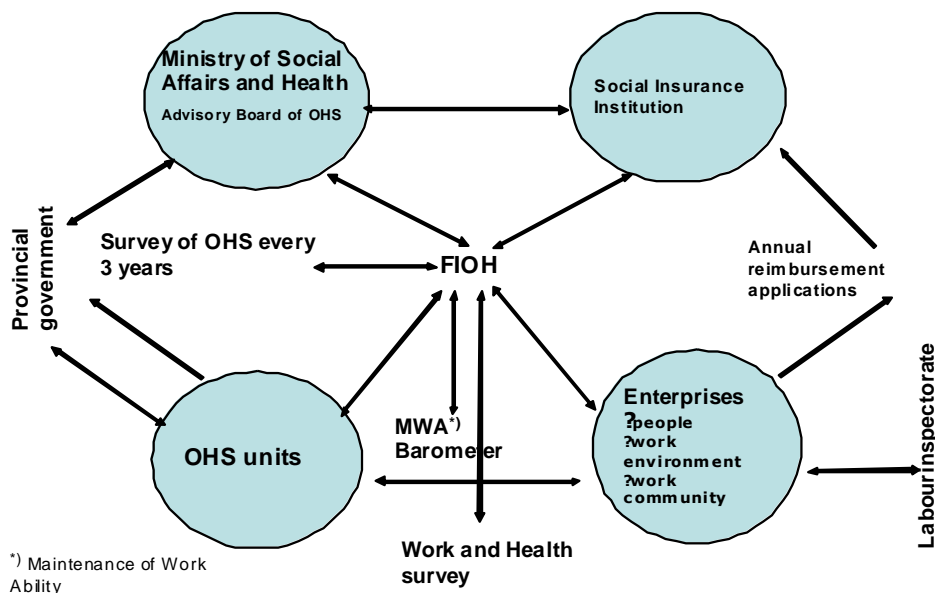 Ministry of Social
Affairs and Health
Advisory Board of OHS
Social Insurance
Institution
Provincial
government
Survey of OHS every
3 years
FIOH
Annual
reimbursement
applications
OHS units
MWA*)
Barometer
Enterprises
?people
?work
environment
?work
community
Labour inspectorate
Work and Health
survey
*) Maintenance of Work
Ability